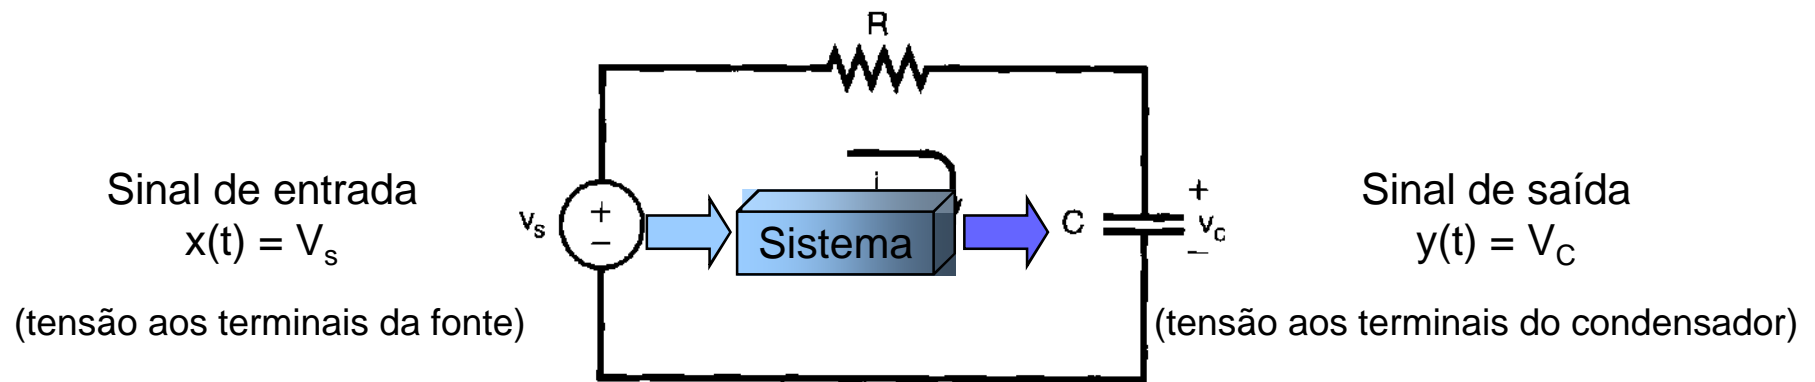 R
Sinal de entrada
x(t) = Vs
(tensão aos terminais da fonte)
vs
+
−
i
Sistema
C
+
vc
−
Sinal de saída
y(t) = VC
(tensão aos terminais do condensador)